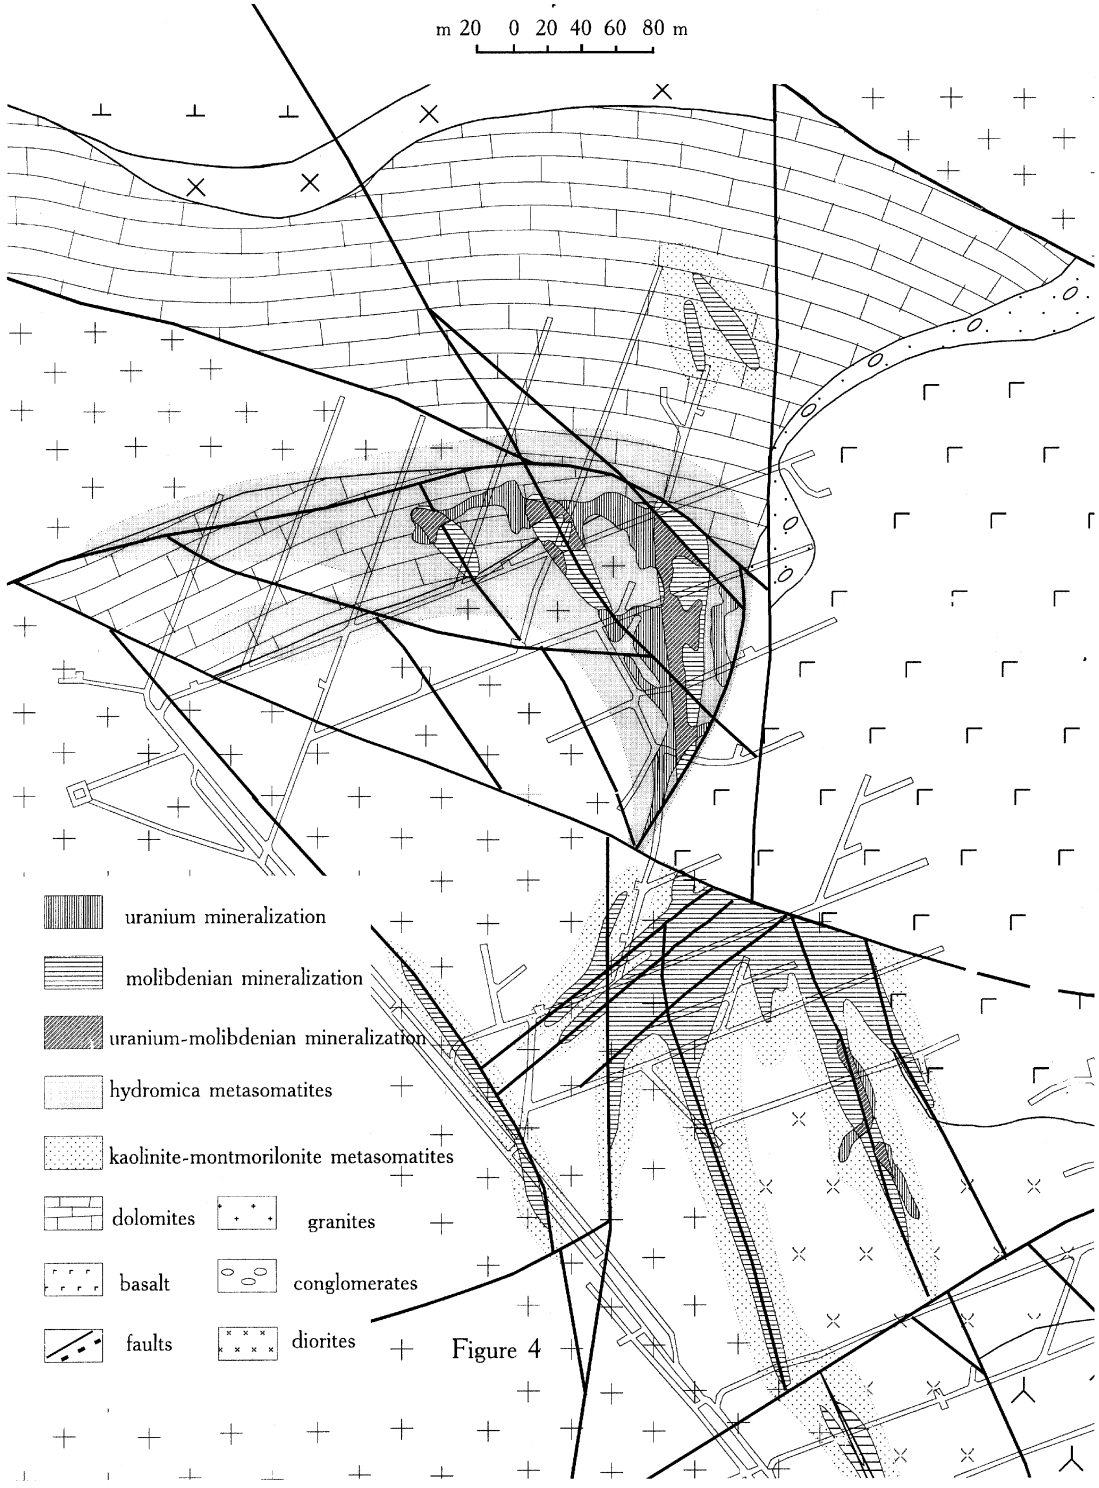 m 20 0 20 40 60 80 m
uranium mineralization
molibdenian mineralization
uranium-molibdenian mineralization
hydromica metasomatites
kaolinite-montmorilonite metasomatites
dolomites granites
basalt conglomerates
faults diorites
Figure 4